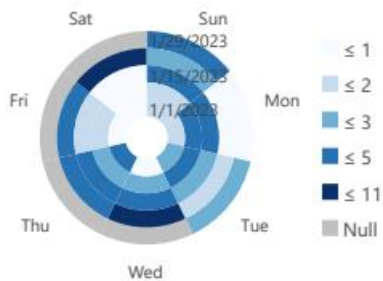 Sat
Sun
1/29/2023
1/15/2023
1/1/2023
Fri
Mon
Thu
Tue
Wed
≤ 1
≤ 2
≤ 3
≤ 5
≤ 11
Null